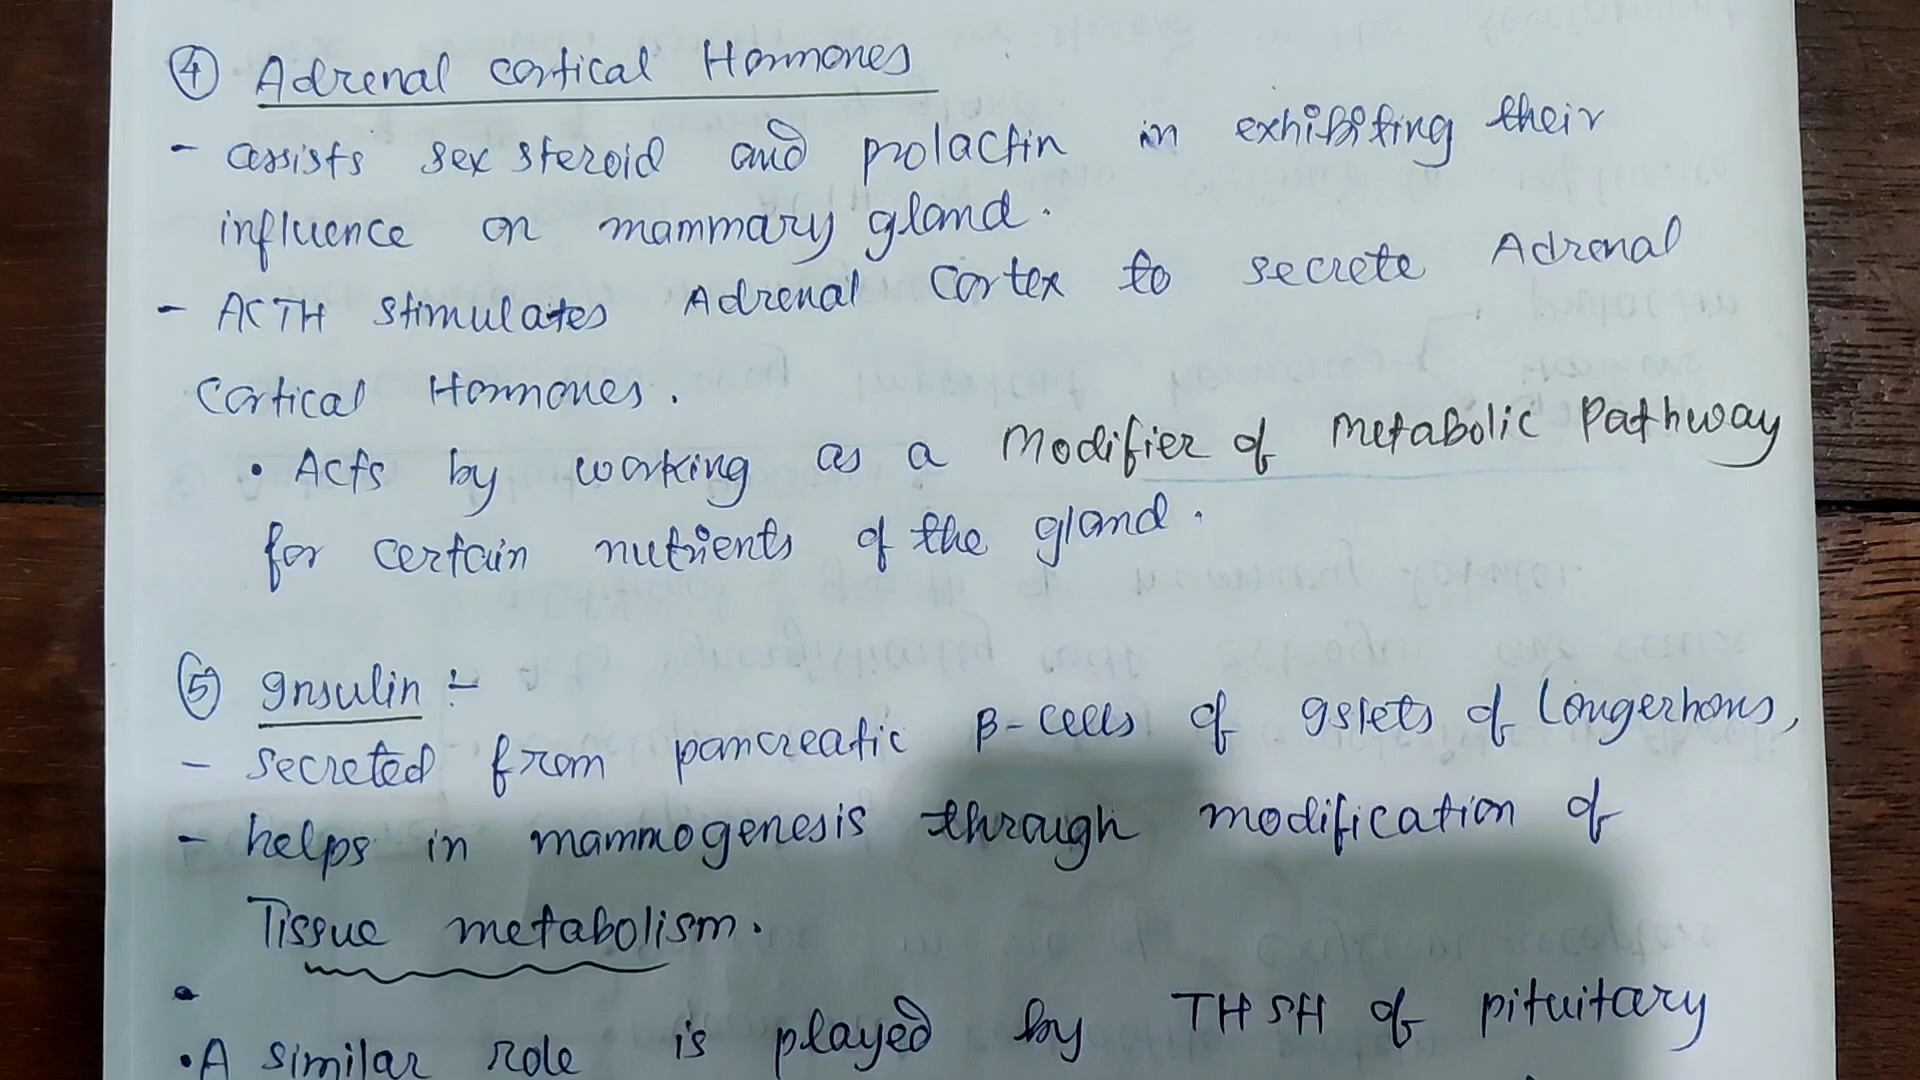 ④ Adrenal cortical Hormones
- assists sex steroid and prolactin in exhibiting their
influence on mammary gland.
- ACTH stimulates Adrenal Cortex to secrete Adrenal
Cortical Hormones.
• Acts by working as a Modifier of Metabolic Pathway
for certain nutrients of the gland.
⑤ Insulin :-
- secreted from pancreatic β-cells of Islets of Langerhans,
- helps in mammogenesis through modification of
Tissue metabolism.
• A similar role is played by THSH of pituitary